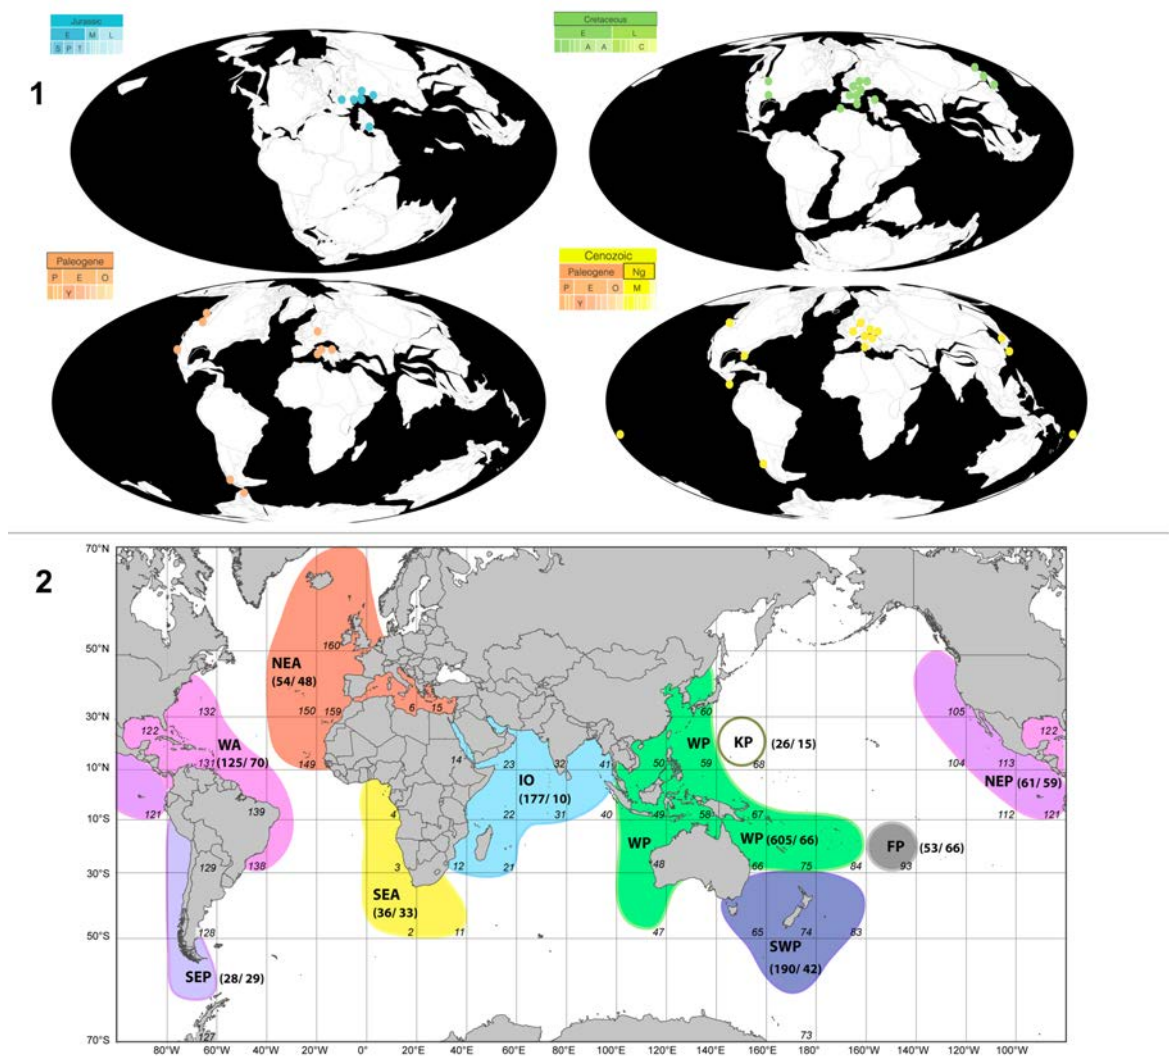 Jurassic
E M L
S P T
Cretaceous
E L
A A C
1
Paleogene
P E O
Y
Cenozoic
Paleogene Ng
P E O M
Y
2
70°N
50°N
30°N
10°N
10°S
30°S
50°S
70°S
160
NEA
(54/ 48)
150 159 6 15
149
132
122
WA
131 (125/ 70)
121
139
138
129
128
SEP (28/ 29)
127
14 23 32 41
IO
(177/ 10)
4 22 31 40
3 12 21
SEA
(36/ 33)
2 11
60
WP
50 59
KP (26/ 15)
68
49 58 67
WP
48
WP (605/ 66)
66 75 84
47
FP (53/ 66)
93
65 74 83
SWP
(190/ 42)
73
105
122
104 113
NEP (61/ 59)
112 121
80°W 60°W 40°W 20°W 0° 20°E 40°E 60°E 80°E 100°E 120°E 140°E 160°E 180°E 160°W 140°W 120°W 100°W 80°W